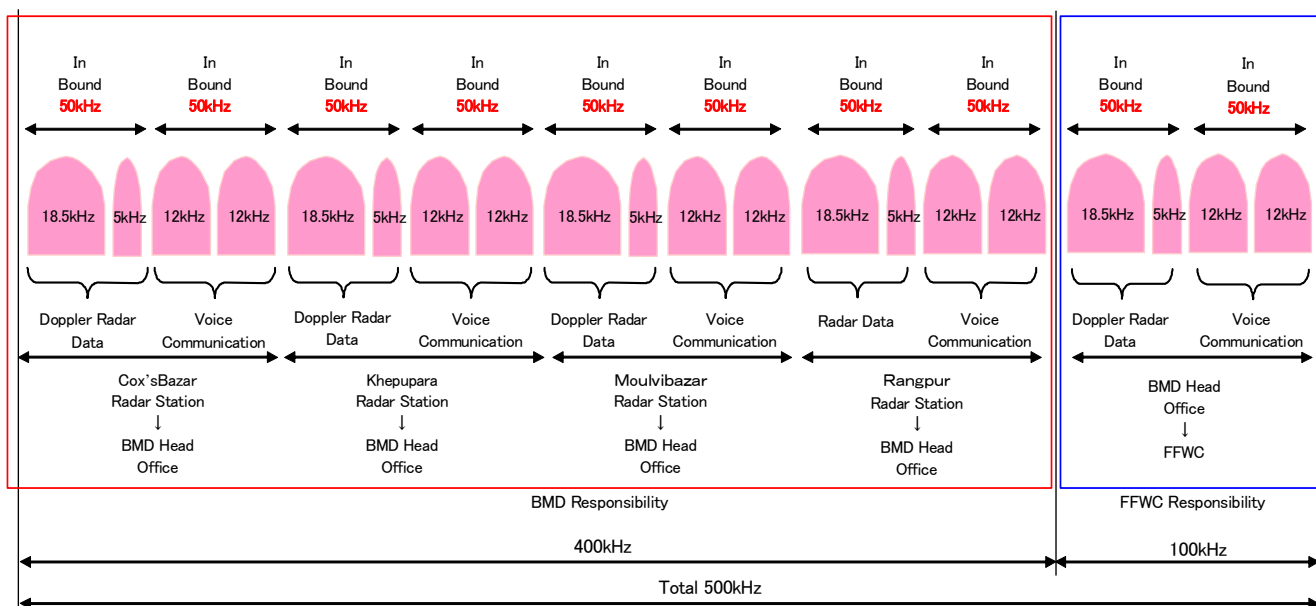 In
Bound
50kHz
In
Bound
50kHz
In
Bound
50kHz
In
Bound
50kHz
In
Bound
50kHz
In
Bound
50kHz
In
Bound
50kHz
In
Bound
50kHz
In
Bound
50kHz
In
Bound
50kHz
18.5kHz
5kHz
12kHz
12kHz
18.5kHz
5kHz
12kHz
12kHz
18.5kHz
5kHz
12kHz
12kHz
18.5kHz
5kHz
12kHz
12kHz
18.5kHz
5kHz
12kHz
12kHz
Doppler Radar
Data
Voice
Communication
Doppler Radar
Data
Voice
Communication
Doppler Radar
Data
Voice
Communication
Radar Data
Voice
Communication
Doppler Radar
Data
Voice
Communication
Cox'sBazar
Radar Station
↓
BMD Head
Office
Khepupara
Radar Station
↓
BMD Head
Office
Moulvibazar
Radar Station
↓
BMD Head
Office
Rangpur
Radar Station
↓
BMD Head
Office
BMD Head
Office
↓
FFWC
BMD Responsibility
FFWC Responsibility
400kHz
100kHz
Total 500kHz